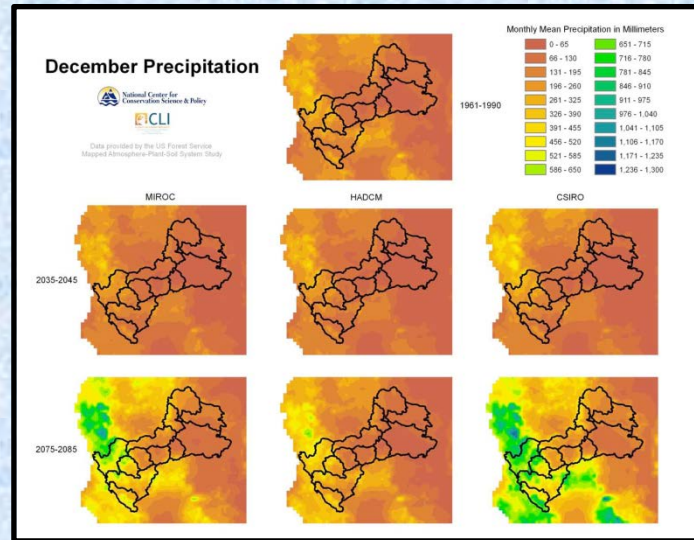 December Precipitation
National Center for
Conservation Science & Policy
CLI
Data provided by the US Forest Service
Mapped Atmosphere-Plant-Soil System Study
1961-1990
Monthly Mean Precipitation in Millimeters
0 - 65
66 - 130
131 - 195
196 - 260
261 - 325
326 - 390
391 - 455
456 - 520
521 - 585
586 - 650
651 - 715
716 - 780
781 - 845
846 - 910
911 - 975
976 - 1,040
1,041 - 1,105
1,106 - 1,170
1,171 - 1,235
1,236 - 1,300
MIROC
HADCM
CSIRO
2035-2045
2075-2085